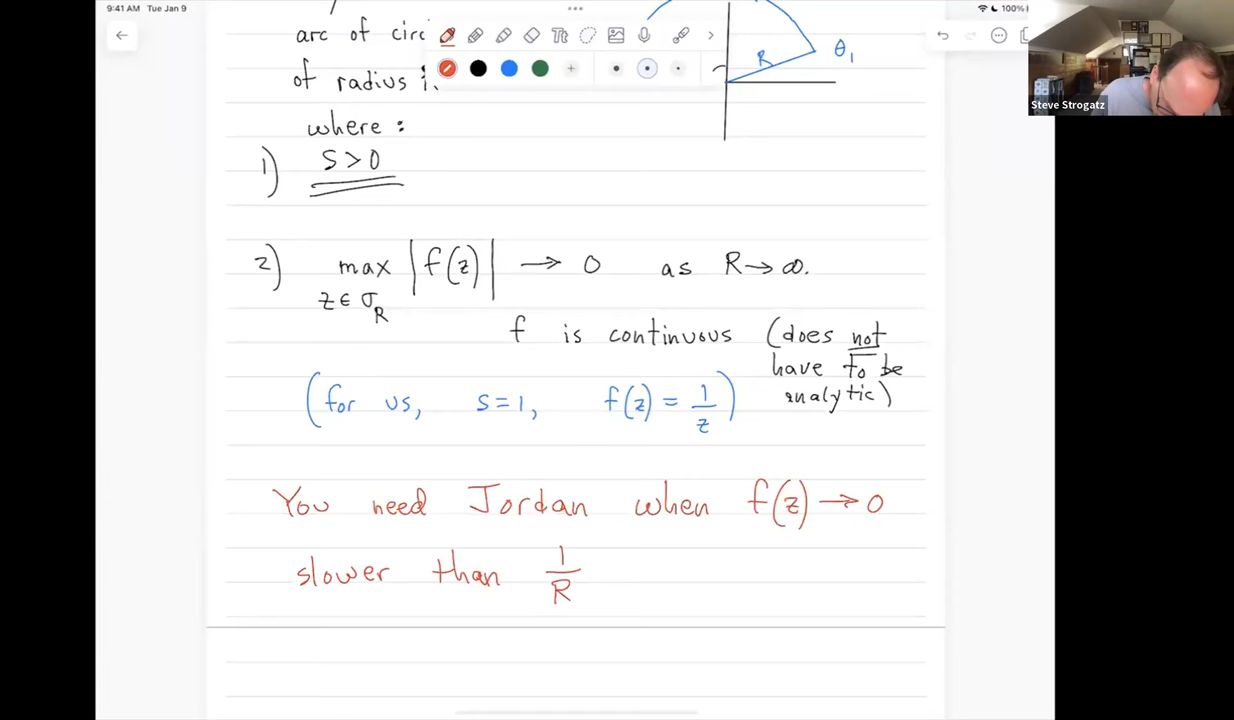 9:41 AM Tue Jan 9
100%
arc of circ
Tt
of radius
R
θ₁
Steve Strogatz
where :
1) s > 0
2) max |f(z)| → 0 as R → ∞.
z ∈ σ_R
f is continuous (does not
have to be
analytic)
(for us, s = 1, f(z) = 1/z)
You need Jordan when f(z) → 0
slower than 1/R